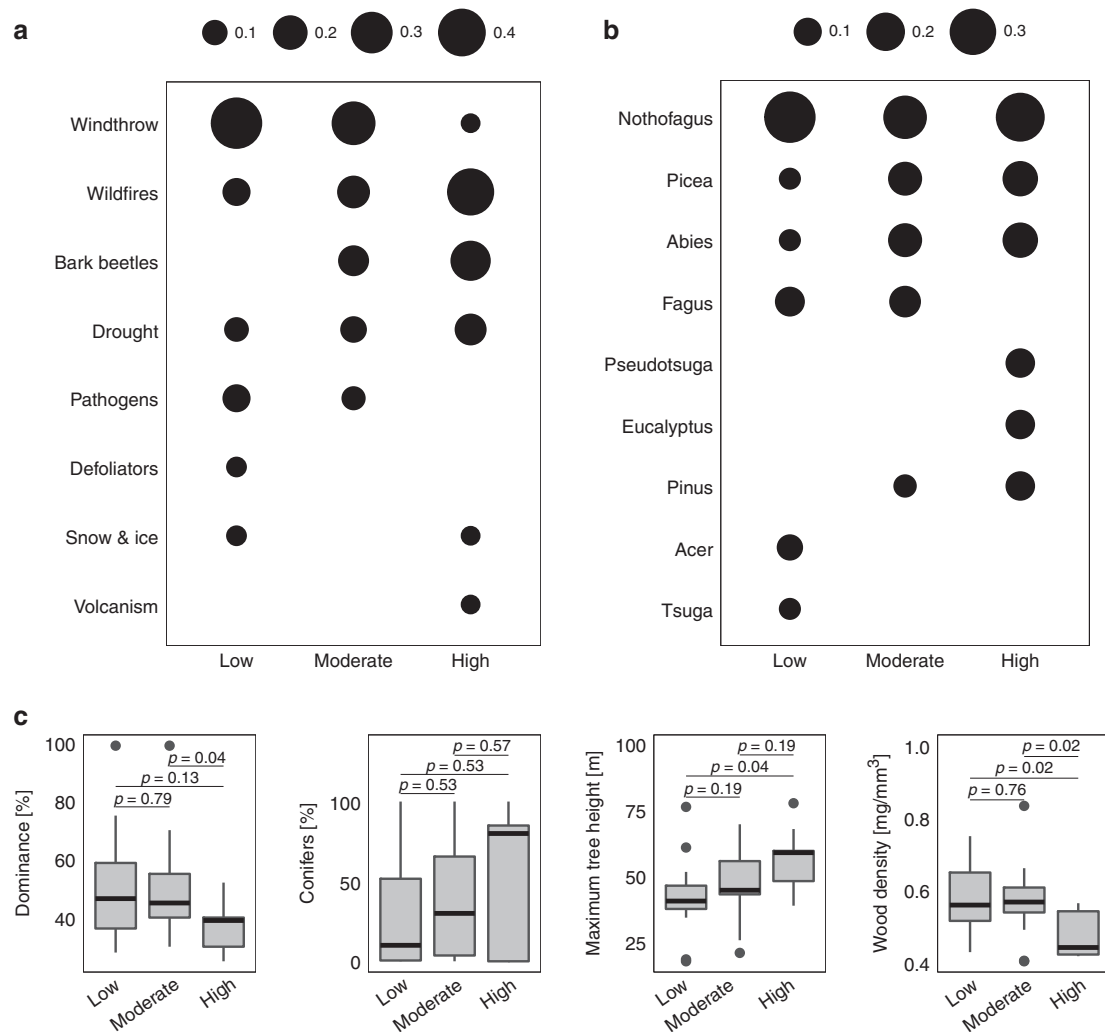 a
0.1 0.2 0.3 0.4
Windthrow
Wildfires
Bark beetles
Drought
Pathogens
Defoliators
Snow & ice
Volcanism
Low Moderate High
b
0.1 0.2 0.3
Nothofagus
Picea
Abies
Fagus
Pseudotsuga
Eucalyptus
Pinus
Acer
Tsuga
Low Moderate High
c
Dominance [%]
100
80
60
40
p = 0.04
p = 0.13
p = 0.79
Low Moderate High
Conifers [%]
100
50
0
p = 0.57
p = 0.53
p = 0.53
Low Moderate High
Maximum tree height [m]
100
75
50
25
p = 0.19
p = 0.04
p = 0.19
Low Moderate High
Wood density [mg/mm³]
1.0
0.8
0.6
0.4
p = 0.02
p = 0.02
p = 0.76
Low Moderate High